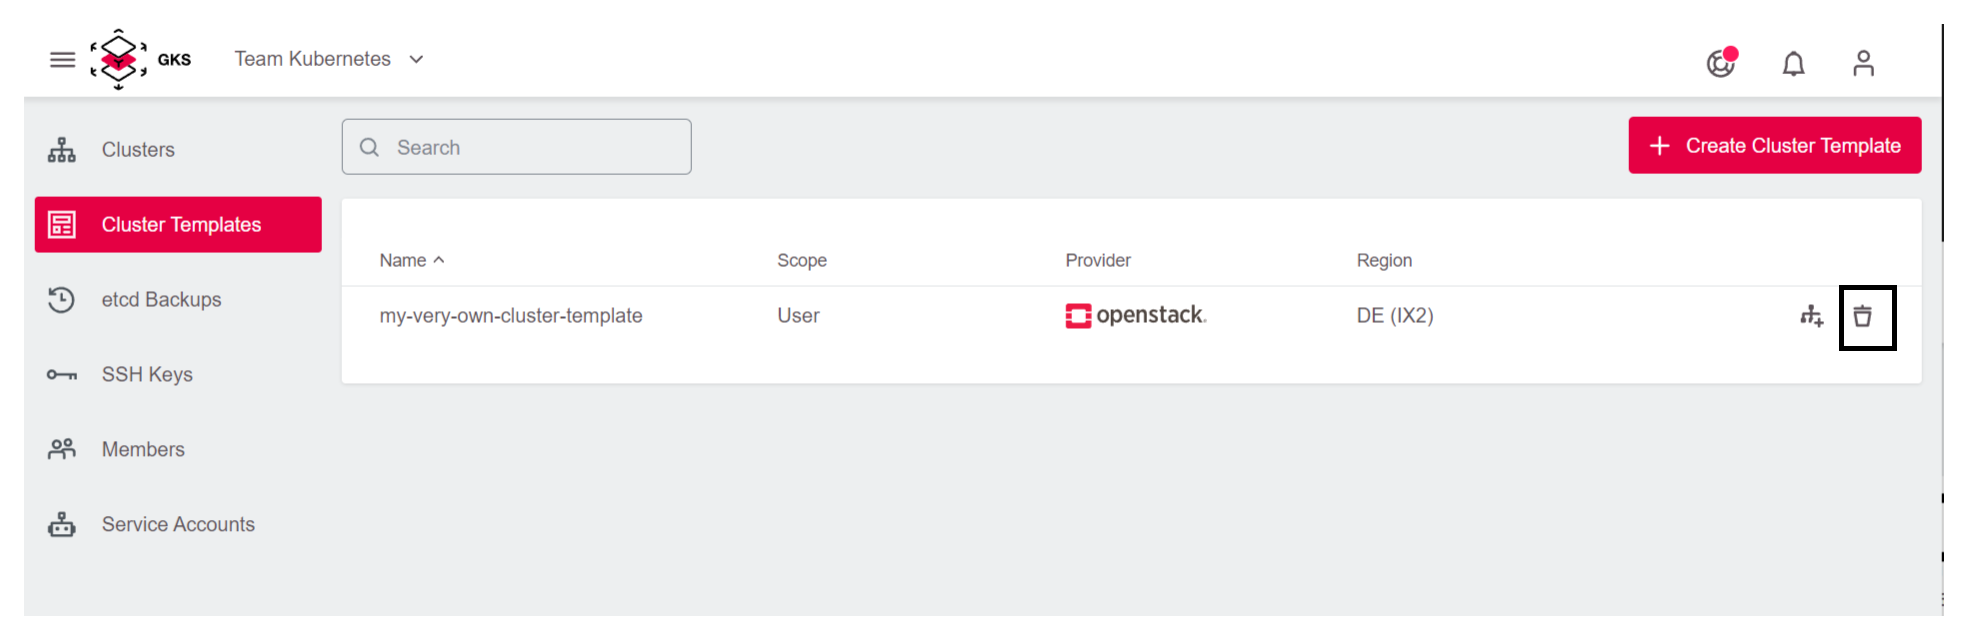 GKS Team Kubernetes
Clusters
Search
Create Cluster Template
Cluster Templates
Name Scope Provider Region
etcd Backups
my-very-own-cluster-template User openstack. DE (IX2)
SSH Keys
Members
Service Accounts